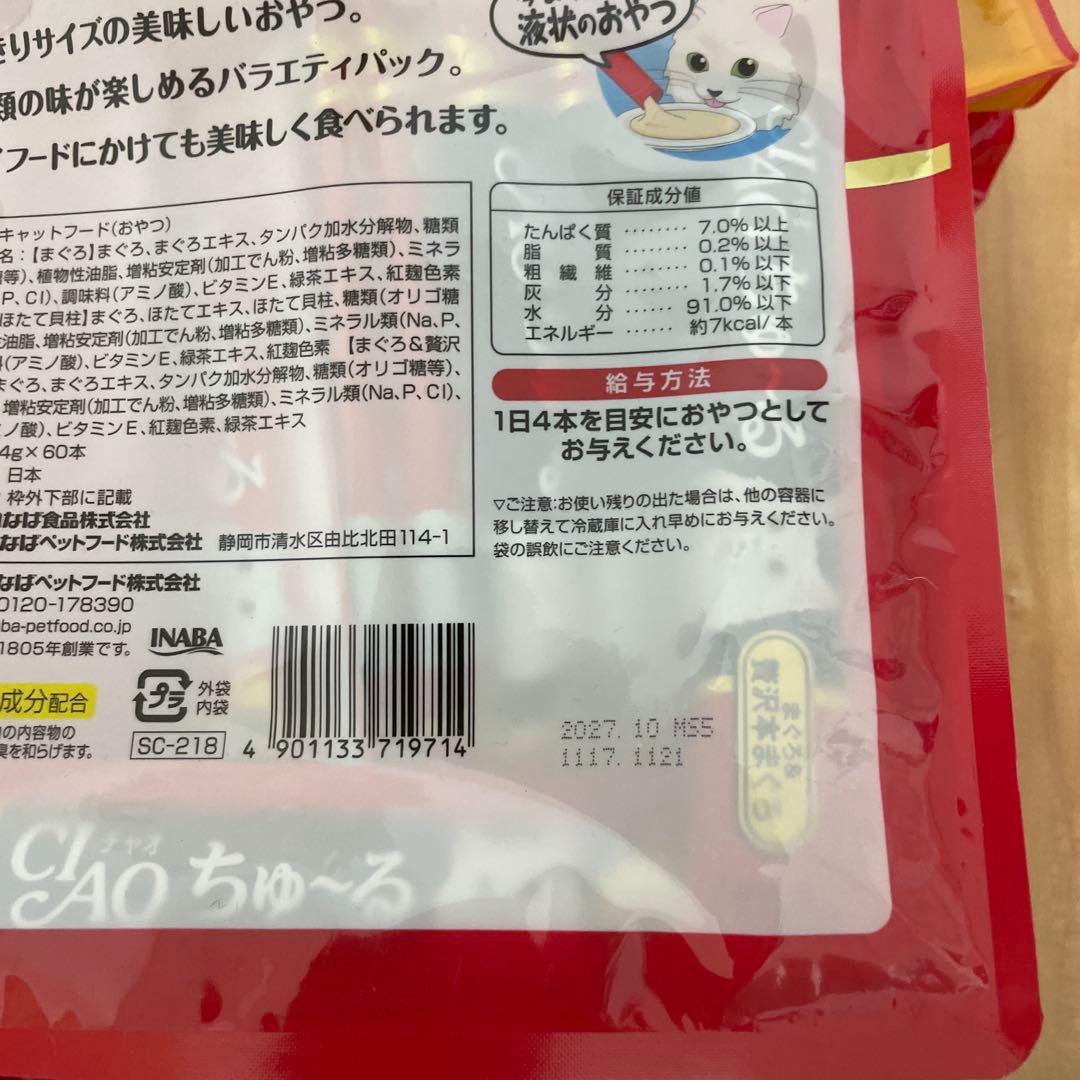 きりサイズの美味しいおやつ。
類の味が楽しめるバラエティパック。
イフードにかけても美味しく食べられます。
液状のおやつ
キャットフード(おやつ)
名:【まぐろ】まぐろ、まぐろエキス、タンパク加水分解物、糖類
等)、植物性油脂、増粘安定剤(加工でん粉、増粘多糖類)、ミネラ
P、Cl)、調味料(アミノ酸)、ビタミンE、緑茶エキス、紅麹色素
ほたて貝柱】まぐろ、ほたてエキス、ほたて貝柱、糖類(オリゴ糖
性油脂、増粘安定剤(加工でん粉、増粘多糖類)、ミネラル類(Na、P、
料(アミノ酸)、ビタミンE、緑茶エキス、紅麹色素 【まぐろ&贅沢
まぐろ、まぐろエキス、タンパク加水分解物、糖類(オリゴ糖等)、
増粘安定剤(加工でん粉、増粘多糖類)、ミネラル類(Na、P、Cl)、
ミノ酸)、ビタミンE、紅麹色素、緑茶エキス
4g×60本
日本
枠外下部に記載
なば食品株式会社
なばペットフード株式会社 静岡市清水区由比北田114-1
保証成分値
たんぱく質 ……… 7.0%以上
脂質 ……… 0.2%以上
粗繊維 ……… 0.1%以下
灰分 ……… 1.7%以下
水分 ……… 91.0%以下
エネルギー …… 約7kcal/本
給与方法
1日4本を目安におやつとして
お与えください。
▽ご注意:お使い残りの出た場合は、他の容器に
移し替えて冷蔵庫に入れ早めにお与えください。
袋の誤飲にご注意ください。
なばペットフード株式会社
0120-178390
ba-petfood.co.jp
1805年創業です。
INABA
成分配合
の内容物の
臭を和らげます。
プラ
外袋
内袋
SC-218
4 901133 719714
2027.10 MS5
1117.1121
まぐろ&
贅沢本まぐろ
CIAO チャオ ちゅ~る